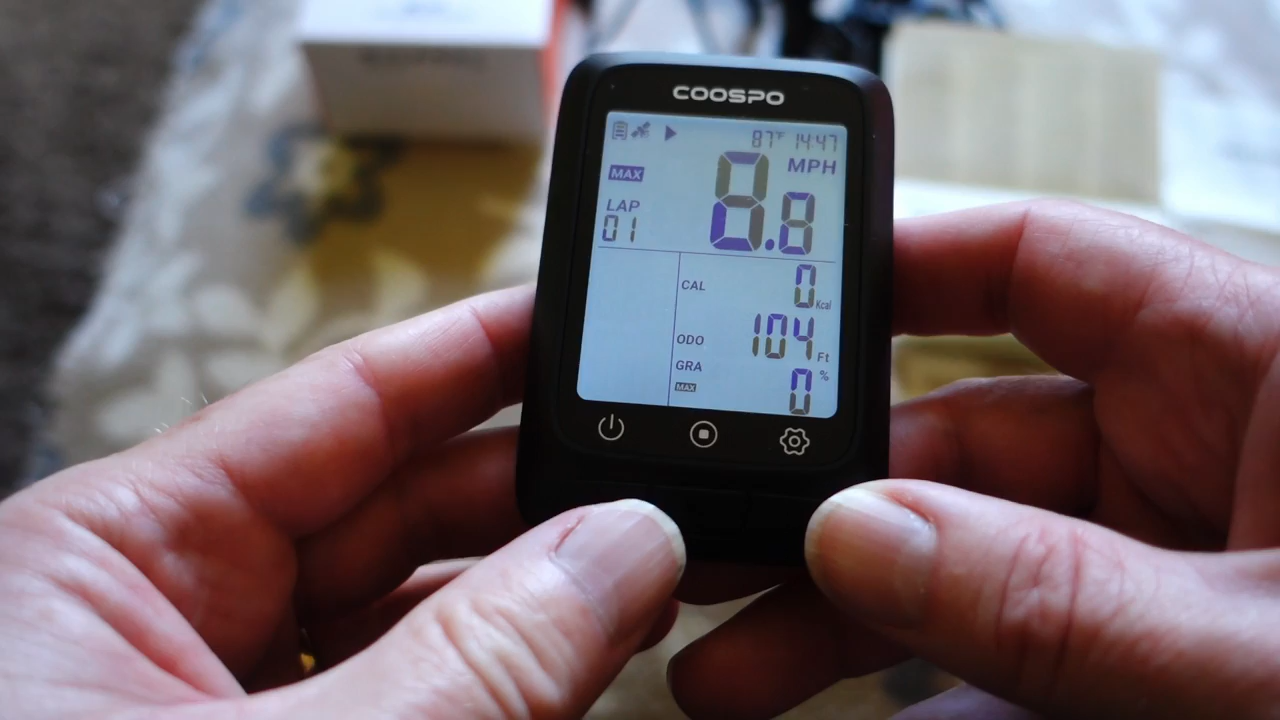 COOSPO
87°F 14:47
MAX
MPH
8.8
LAP
01
CAL
0
Kcal
ODO
104
Ft
GRA
MAX
0
%